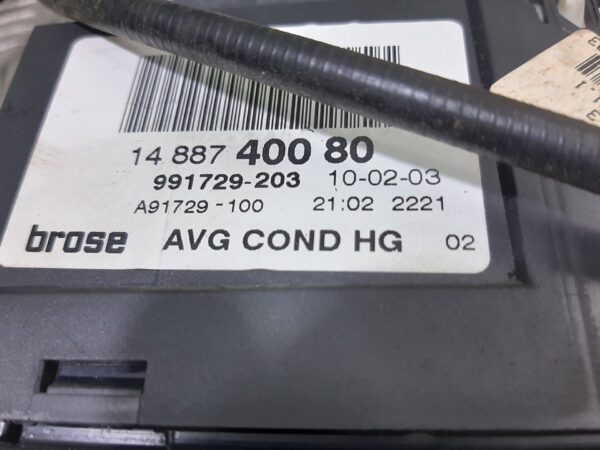 14 887 400 80
991729-203 10-02-03
A91729-100 21:02 2221
brose AVG COND HG 02